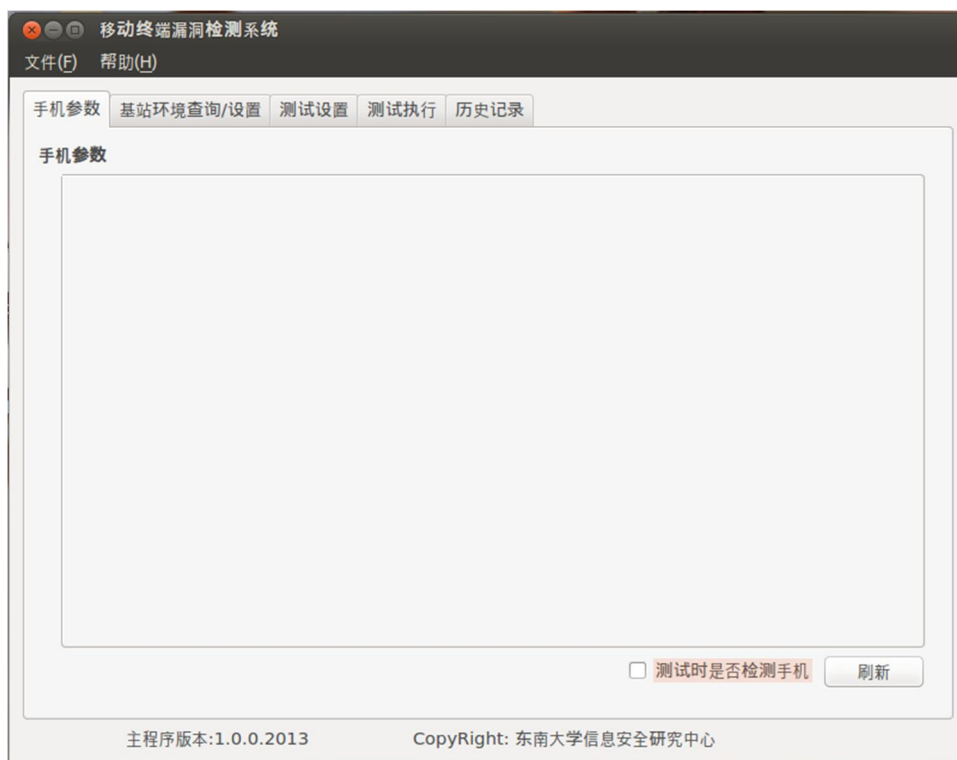 移动终端漏洞检测系统
文件(F) 帮助(H)
手机参数 基站环境查询/设置 测试设置 测试执行 历史记录
手机参数
测试时是否检测手机 刷新
主程序版本:1.0.0.2013 CopyRight: 东南大学信息安全研究中心